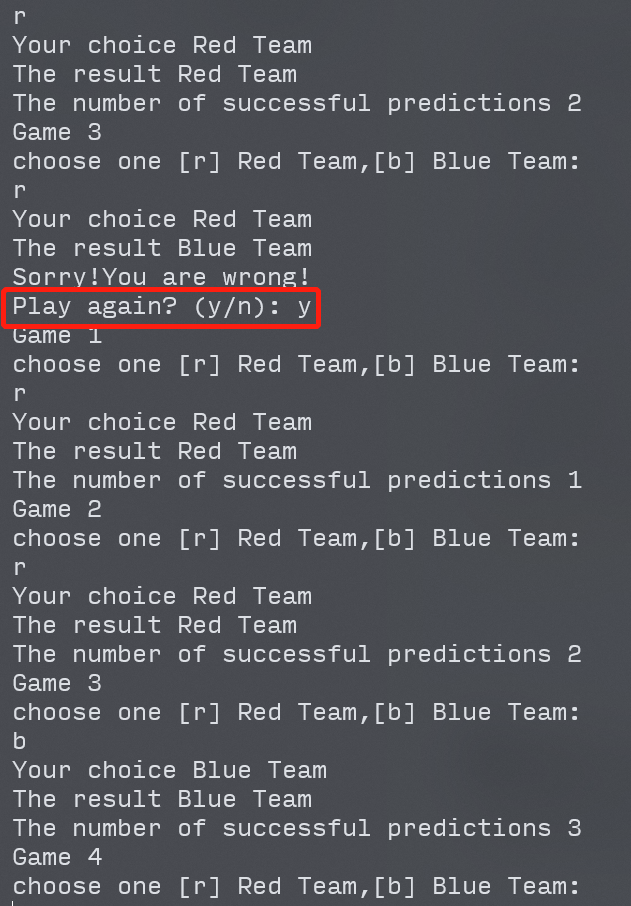 r
Your choice Red Team
The result Red Team
The number of successful predictions 2
Game 3
choose one [r] Red Team,[b] Blue Team:
r
Your choice Red Team
The result Blue Team
Sorry!You are wrong!
Play again? (y/n): y
Game 1
choose one [r] Red Team,[b] Blue Team:
r
Your choice Red Team
The result Red Team
The number of successful predictions 1
Game 2
choose one [r] Red Team,[b] Blue Team:
r
Your choice Red Team
The result Red Team
The number of successful predictions 2
Game 3
choose one [r] Red Team,[b] Blue Team:
b
Your choice Blue Team
The result Blue Team
The number of successful predictions 3
Game 4
choose one [r] Red Team,[b] Blue Team: